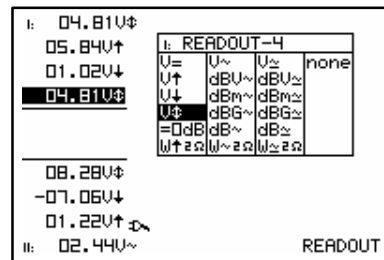 I: 04.81V⇕
05.84V↑
01.02V↓
04.81V⇕
I: READOUT-4
V= V~ V≃ none
V↑ dBV~ dBV≃
V↓ dBm~ dBm≃
V⇕ dBG~ dBG≃
=0dB dB~ dB≃
W↑2Ω W~2Ω W≃2Ω
08.28V⇕
-07.06V↓
01.22V↑
II: 02.44V~
READOUT